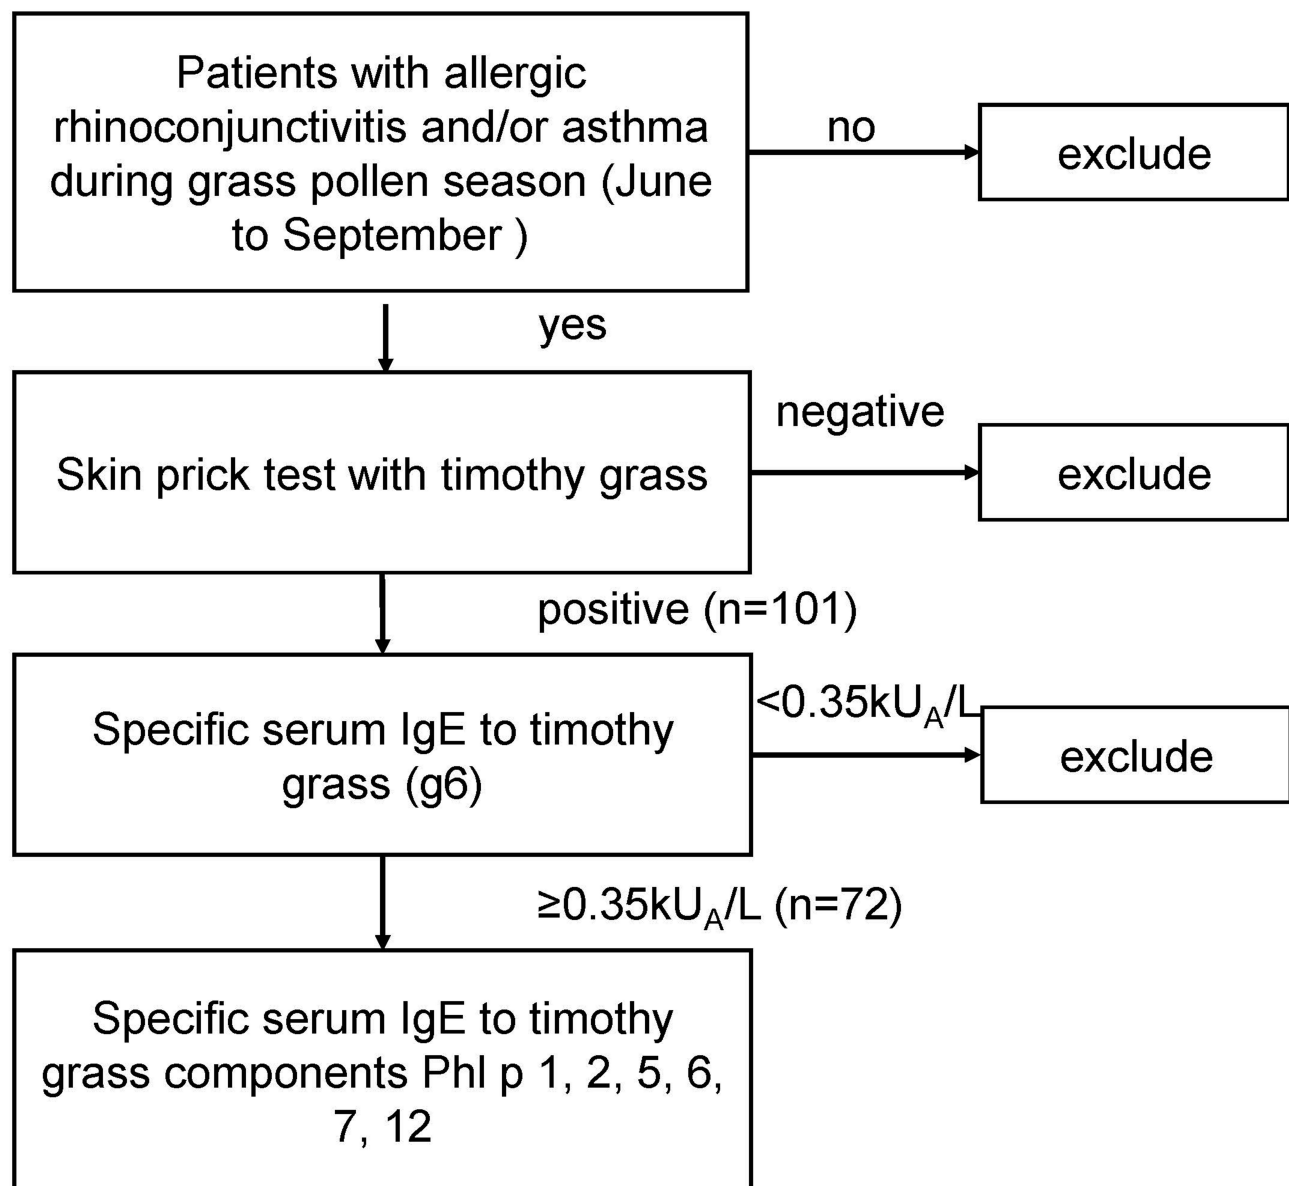 Patients with allergic
rhinoconjunctivitis and/or asthma
during grass pollen season (June
to September )
no
exclude
yes
Skin prick test with timothy grass
negative
exclude
positive (n=101)
Specific serum IgE to timothy
grass (g6)
<0.35kU_A/L
exclude
≥0.35kU_A/L (n=72)
Specific serum IgE to timothy
grass components Phl p 1, 2, 5, 6,
7, 12